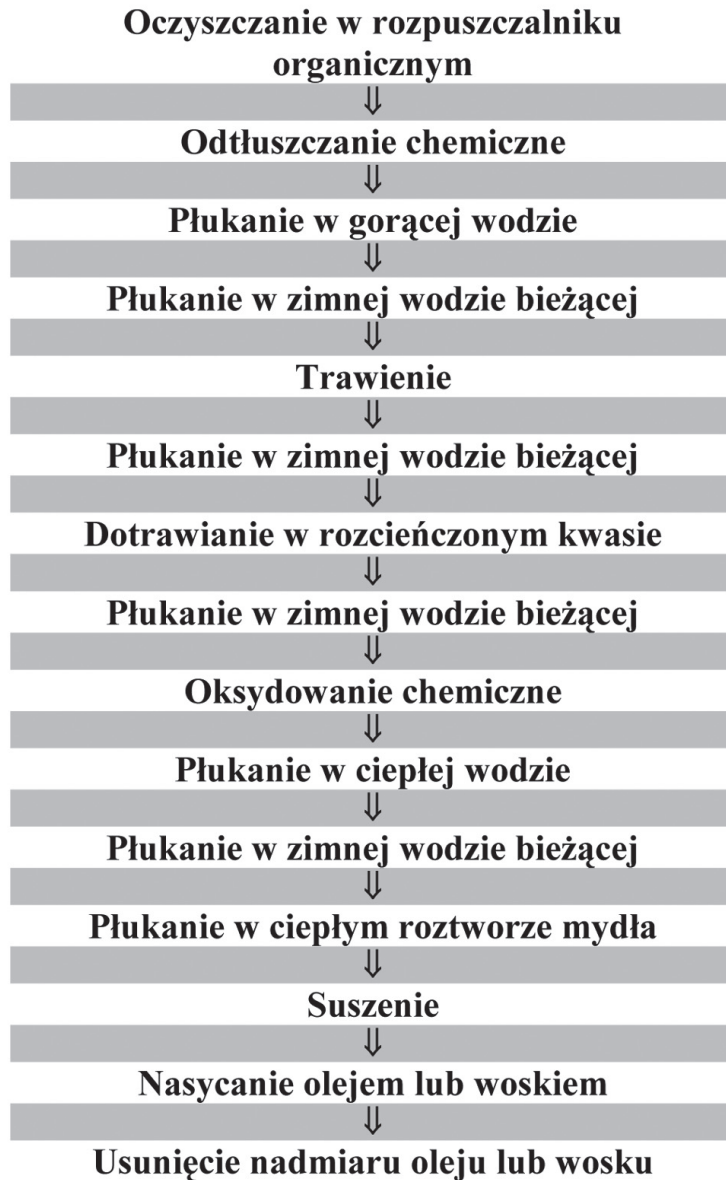 Oczyszczanie w rozpuszczalniku
organicznym
⇓
Odtłuszczanie chemiczne
⇓
Płukanie w gorącej wodzie
⇓
Płukanie w zimnej wodzie bieżącej
⇓
Trawienie
⇓
Płukanie w zimnej wodzie bieżącej
⇓
Dotrawianie w rozcieńczonym kwasie
⇓
Płukanie w zimnej wodzie bieżącej
⇓
Oksydowanie chemiczne
⇓
Płukanie w ciepłej wodzie
⇓
Płukanie w zimnej wodzie bieżącej
⇓
Płukanie w ciepłym roztworze mydła
⇓
Suszenie
⇓
Nasycanie olejem lub woskiem
⇓
Usunięcie nadmiaru oleju lub wosku